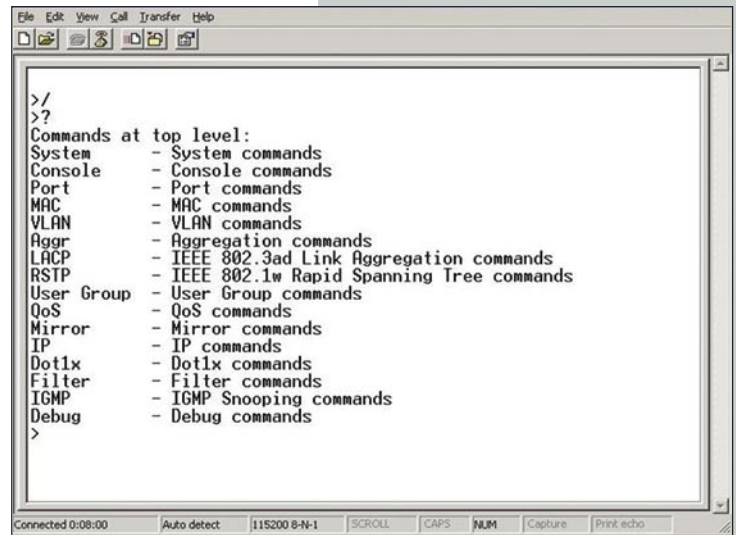 File Edit View Call Transfer Help
>/
>?
Commands at top level:
System - System commands
Console - Console commands
Port - Port commands
MAC - MAC commands
VLAN - VLAN commands
Aggr - Aggregation commands
LACP - IEEE 802.3ad Link Aggregation commands
RSTP - IEEE 802.1w Rapid Spanning Tree commands
User Group - User Group commands
QoS - QoS commands
Mirror - Mirror commands
IP - IP commands
Dot1x - Dot1x commands
Filter - Filter commands
IGMP - IGMP Snooping commands
Debug - Debug commands
>
Connected 0:08:00 Auto detect 115200 8-N-1 SCROLL CAPS NUM Capture Print echo